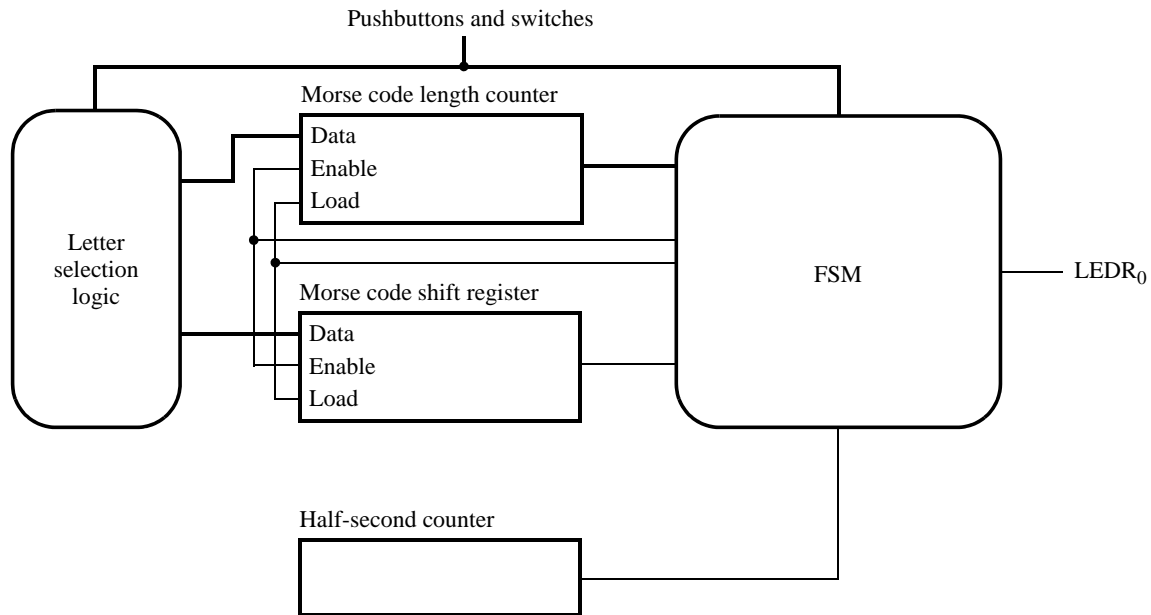 Pushbuttons and switches
Morse code length counter
Data
Enable
Load
Letter
selection
logic
FSM
LEDR0
Morse code shift register
Data
Enable
Load
Half-second counter